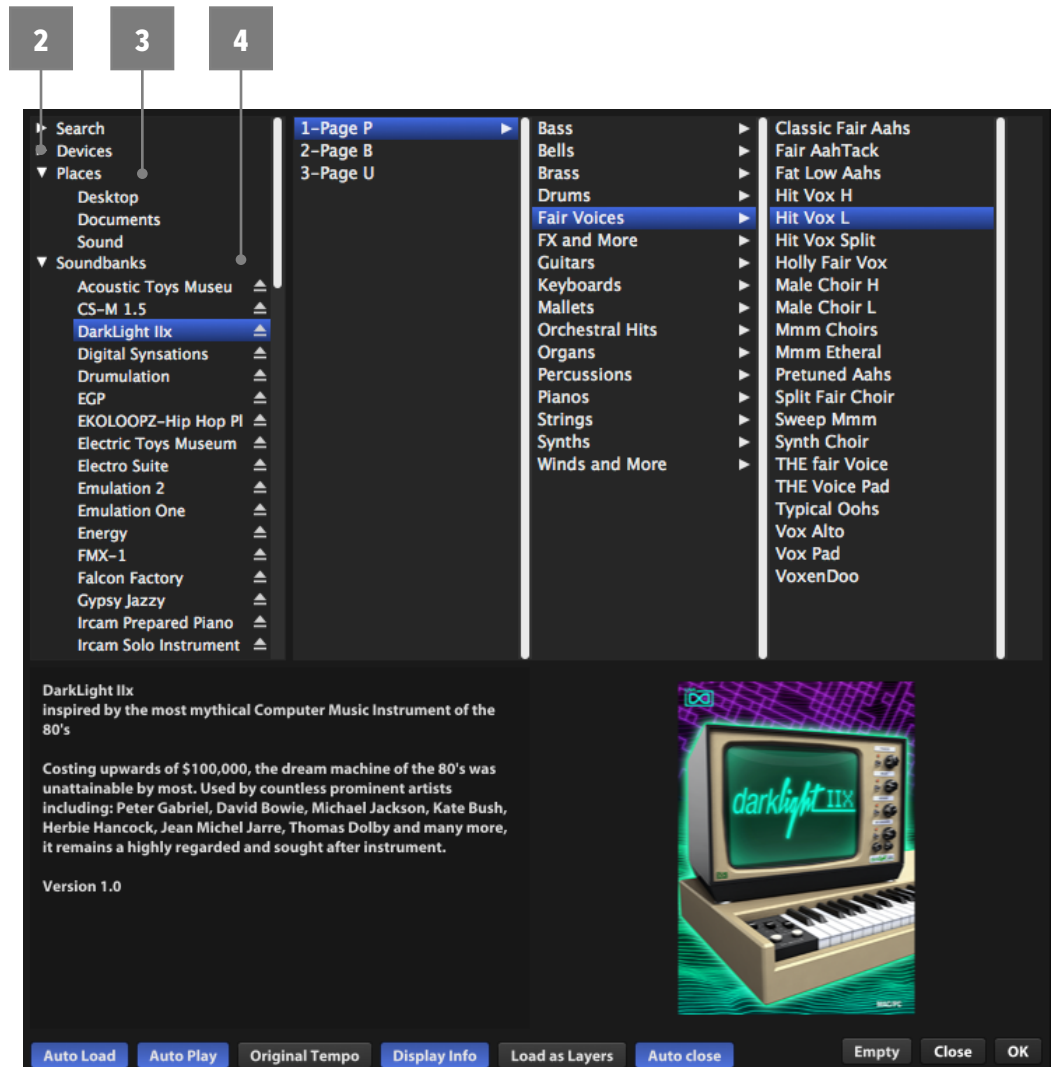 2 3 4
Search
Devices
Places
Desktop
Documents
Sound
Soundbanks
Acoustic Toys Museu
CS-M 1.5
DarkLight IIx
Digital Synsations
Drumulation
EGP
EKOLOOPZ-Hip Hop Pl
Electric Toys Museum
Electro Suite
Emulation 2
Emulation One
Energy
FMX-1
Falcon Factory
Gypsy Jazzy
Ircam Prepared Piano
Ircam Solo Instrument
1-Page P
2-Page B
3-Page U
Bass
Bells
Brass
Drums
Fair Voices
FX and More
Guitars
Keyboards
Mallets
Orchestral Hits
Organs
Percussions
Pianos
Strings
Synths
Winds and More
Classic Fair Aahs
Fair AahTack
Fat Low Aahs
Hit Vox H
Hit Vox L
Hit Vox Split
Holly Fair Vox
Male Choir H
Male Choir L
Mmm Choirs
Mmm Etheral
Pretuned Aahs
Split Fair Choir
Sweep Mmm
Synth Choir
THE fair Voice
THE Voice Pad
Typical Oohs
Vox Alto
Vox Pad
VoxenDoo
DarkLight IIx
inspired by the most mythical Computer Music Instrument of the
80's
Costing upwards of $100,000, the dream machine of the 80's was
unattainable by most. Used by countless prominent artists
including: Peter Gabriel, David Bowie, Michael Jackson, Kate Bush,
Herbie Hancock, Jean Michel Jarre, Thomas Dolby and many more,
it remains a highly regarded and sought after instrument.
Version 1.0
darklight IIX
MAC/PC
Auto Load Auto Play Original Tempo Display Info Load as Layers Auto close Empty Close OK